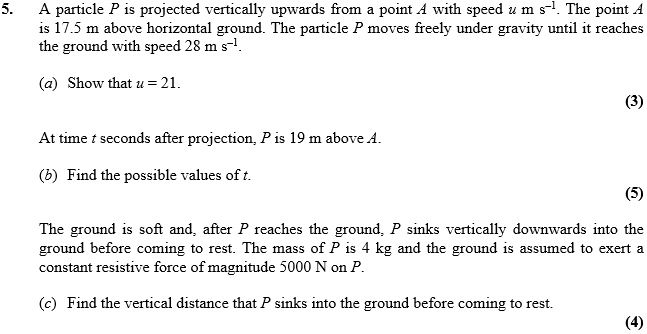 5. A particle P is projected vertically upwards from a point A with speed u m s⁻¹. The point A
is 17.5 m above horizontal ground. The particle P moves freely under gravity until it reaches
the ground with speed 28 m s⁻¹.
(a) Show that u = 21.
(3)
At time t seconds after projection, P is 19 m above A.
(b) Find the possible values of t.
(5)
The ground is soft and, after P reaches the ground, P sinks vertically downwards into the
ground before coming to rest. The mass of P is 4 kg and the ground is assumed to exert a
constant resistive force of magnitude 5000 N on P.
(c) Find the vertical distance that P sinks into the ground before coming to rest.
(4)